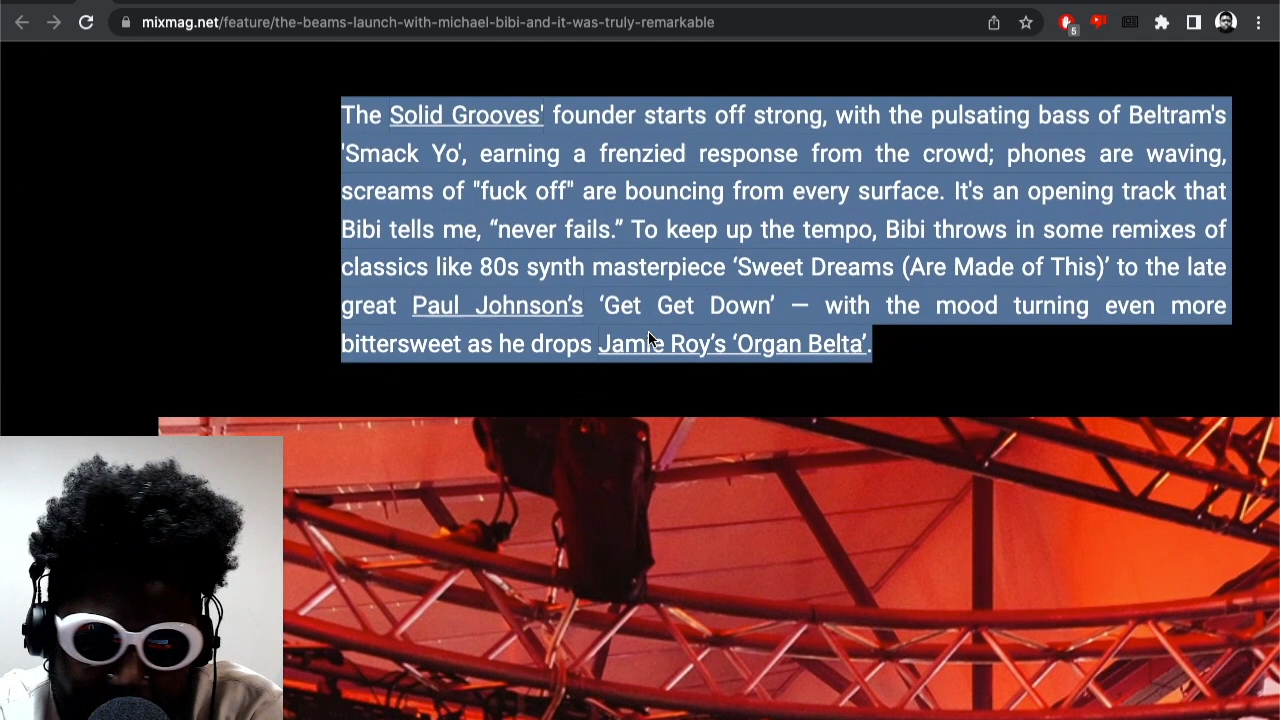 mixmag.net/feature/the-beams-launch-with-michael-bibi-and-it-was-truly-remarkable
5
The Solid Grooves' founder starts off strong, with the pulsating bass of Beltram's
'Smack Yo', earning a frenzied response from the crowd; phones are waving,
screams of "fuck off" are bouncing from every surface. It's an opening track that
Bibi tells me, “never fails.” To keep up the tempo, Bibi throws in some remixes of
classics like 80s synth masterpiece ‘Sweet Dreams (Are Made of This)’ to the late
great Paul Johnson’s ‘Get Get Down’ — with the mood turning even more
bittersweet as he drops Jamie Roy’s ‘Organ Belta’.